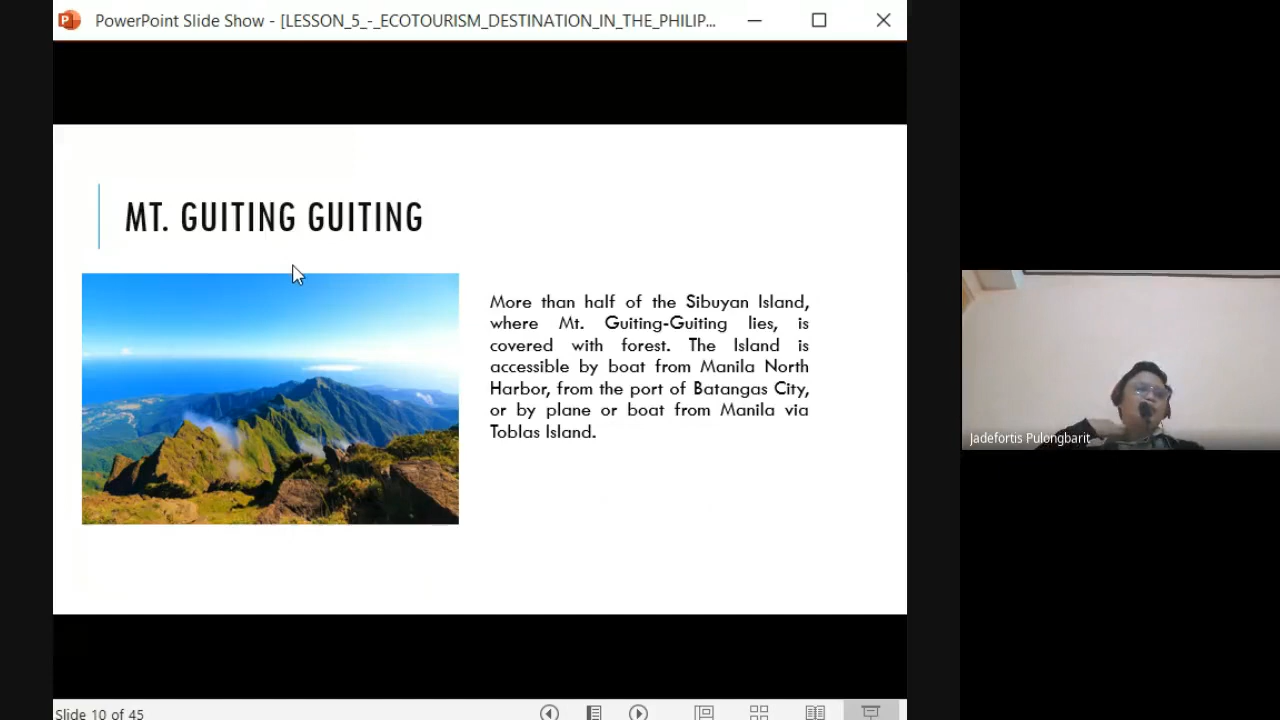 PowerPoint Slide Show - [LESSON_5_-_ECOTOURISM_DESTINATION_IN_THE_PHILIP...
MT. GUITING GUITING
More than half of the Sibuyan Island,
where Mt. Guiting-Guiting lies, is
covered with forest. The Island is
accessible by boat from Manila North
Harbor, from the port of Batangas City,
or by plane or boat from Manila via
Toblas Island.
Jadefortis Pulongbarit
Slide 10 of 45